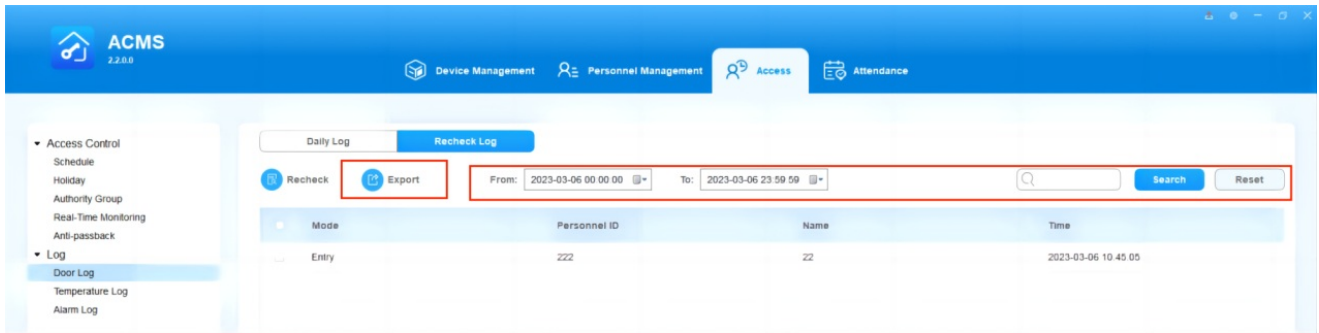 ACMS
2.2.0.0
Device Management Personnel Management Access Attendance
Access Control
Schedule
Holiday
Authority Group
Real-Time Monitoring
Anti-passback
Log
Door Log
Temperature Log
Alarm Log
Daily Log Recheck Log
Recheck Export From: 2023-03-06 00 00 00 To: 2023-03-06 23 59 59 Search Reset
Mode Personnel ID Name Time
Entry 222 22 2023-03-06 10.45.05